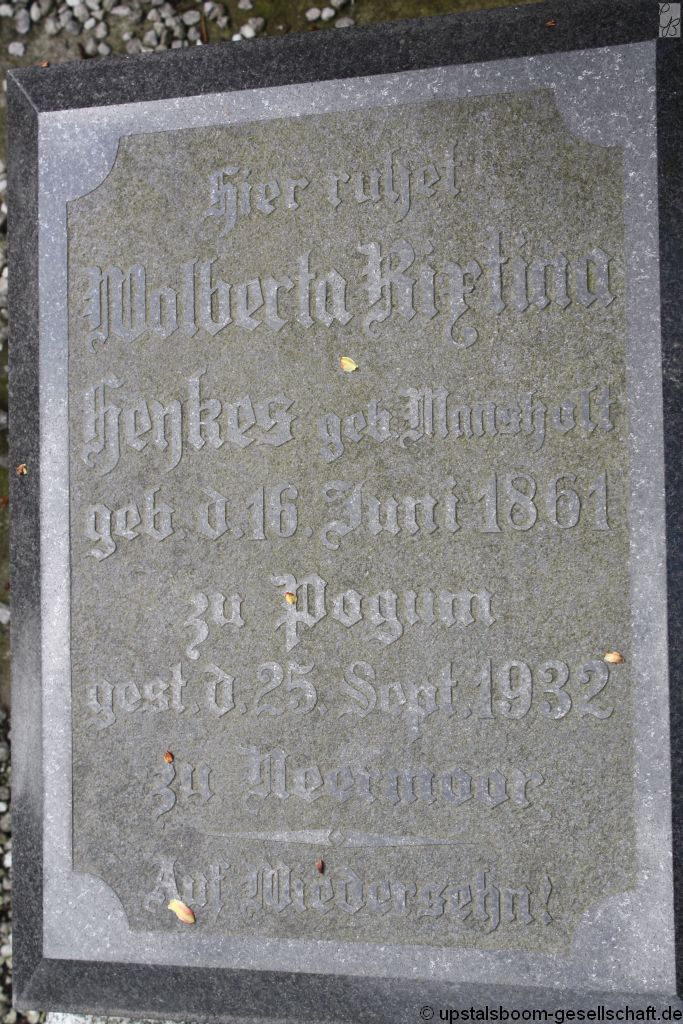 Hier ruhet
Wolberta Rixtina
Heykes geb. Mansholt
geb. d. 16. Juni 1861
zu Pogum
gest. d. 25. Sept. 1932
zu Neermoor
Auf Wiedersehn!
© upstalsboom-gesellschaft.de